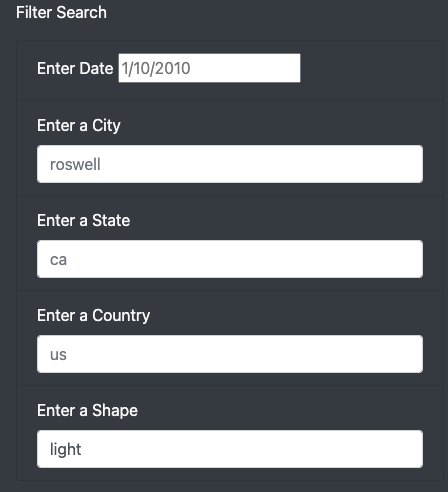 Filter Search
Enter Date 1/10/2010
Enter a City
roswell
Enter a State
ca
Enter a Country
us
Enter a Shape
light